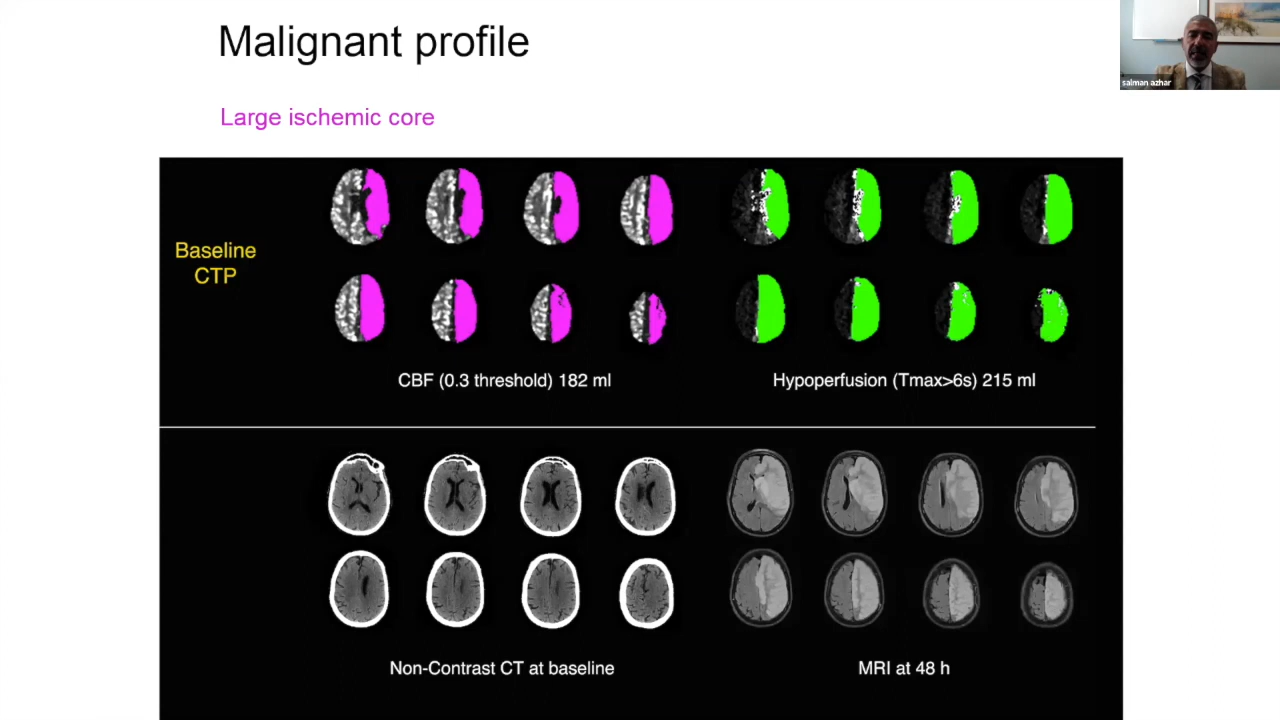 Malignant profile
salman azhar
Large ischemic core
Baseline
CTP
CBF (0.3 threshold) 182 ml
Hypoperfusion (Tmax>6s) 215 ml
Non-Contrast CT at baseline
MRI at 48 h